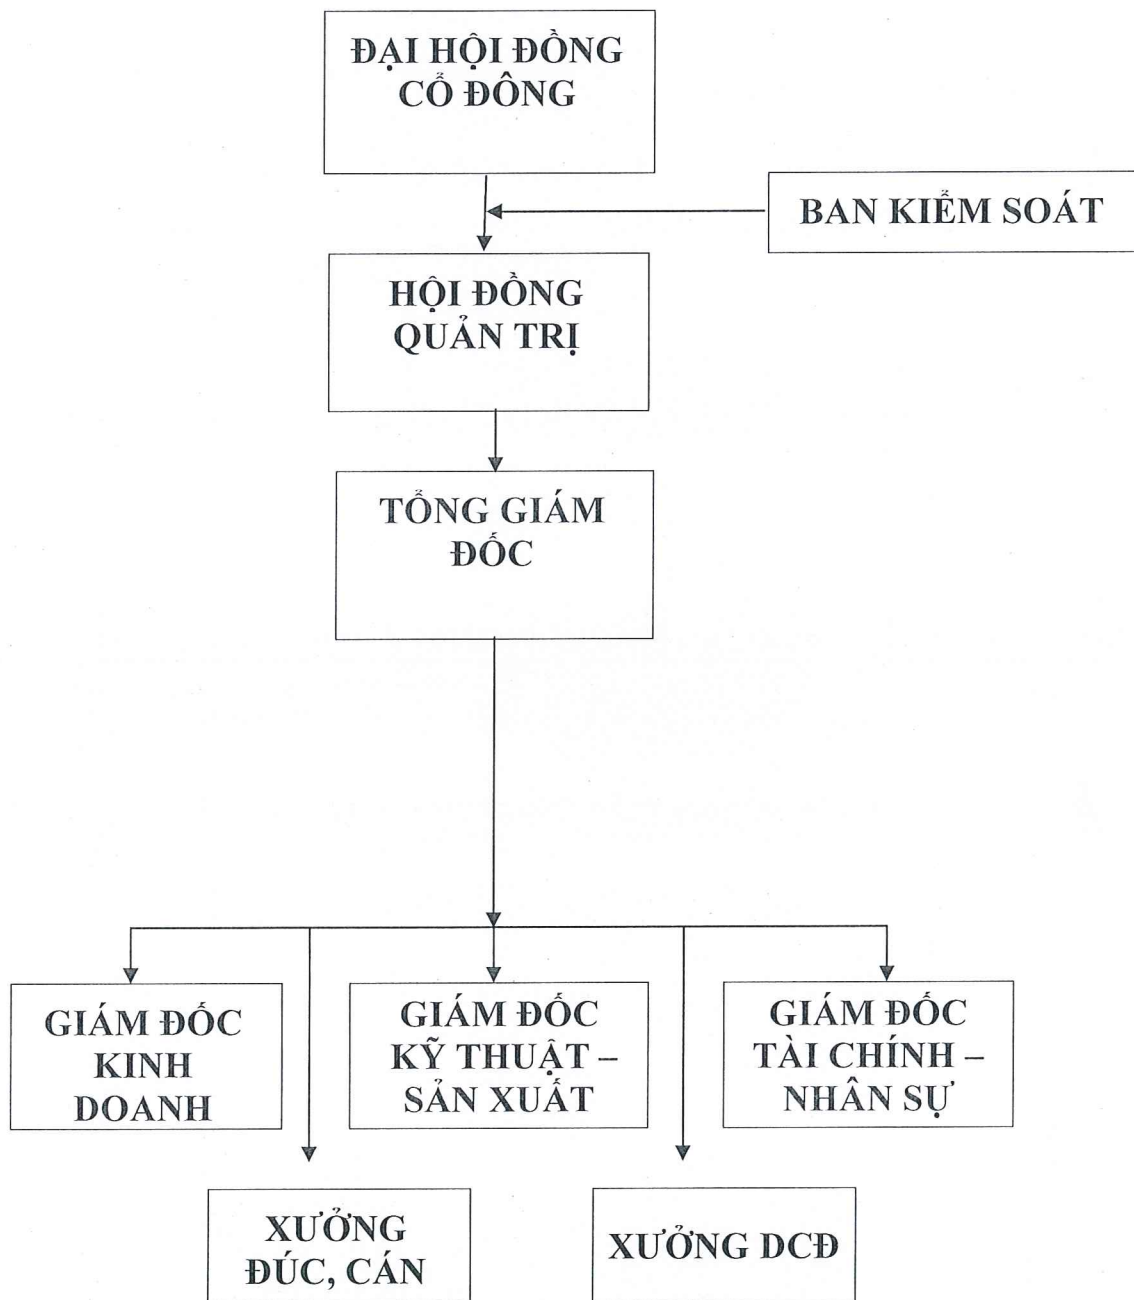 ĐẠI HỘI ĐỒNG
CỔ ĐÔNG
BAN KIỂM SOÁT
HỘI ĐỒNG
QUẢN TRỊ
TỔNG GIÁM
ĐỐC
GIÁM ĐỐC
KINH
DOANH
GIÁM ĐỐC
KỸ THUẬT –
SẢN XUẤT
GIÁM ĐỐC
TÀI CHÍNH –
NHÂN SỰ
XƯỞNG
ĐÚC, CÁN
XƯỞNG DCĐ